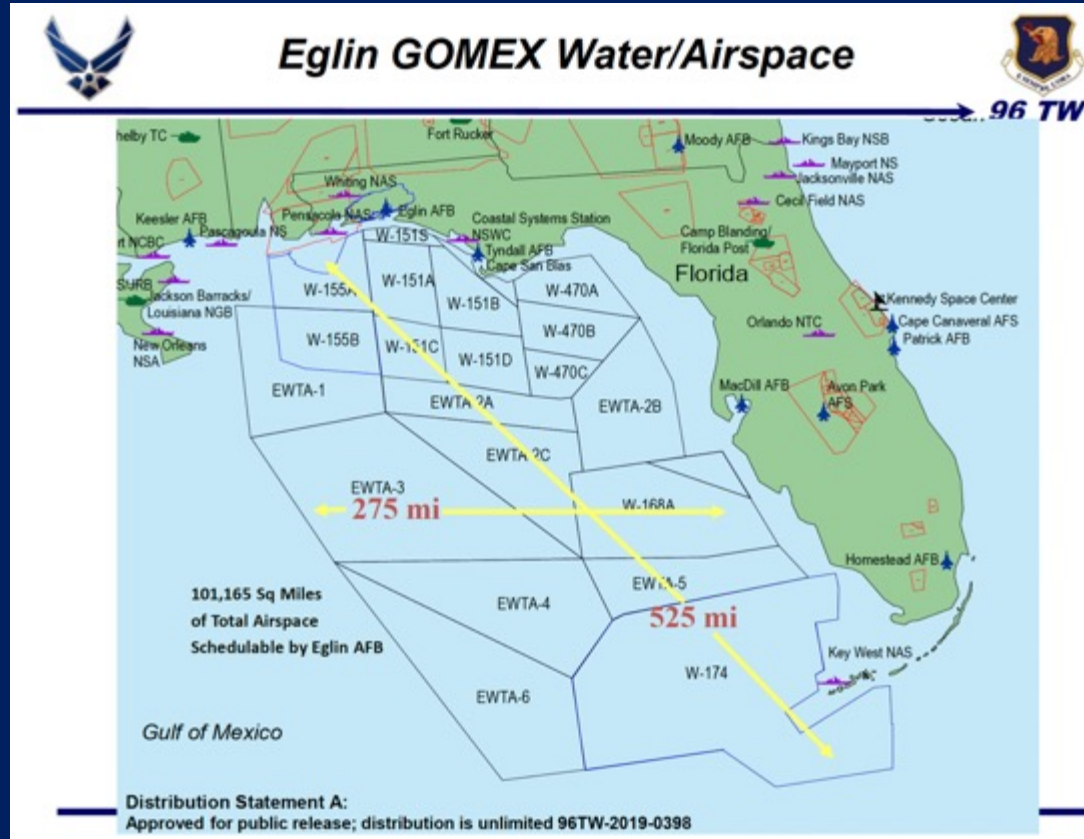 Eglin GOMEX Water/Airspace
96 TW
helby TC
Fort Rucker
Moody AFB
Kings Bay NSB
Mayport NS
Jacksonville NAS
Cecil Field NAS
Whiting NAS
Eglin AFB
Pensacola NAS
Keesler AFB
Pascagoula NS
rt NCBC
Coastal Systems Station
NSWC
Tyndall AFB
Cape San Blas
Camp Blanding/
Florida Post
Florida
W-151S
W-155A
W-151A
W-151B
W-470A
Jackson Barracks/
Louisiana NGB
New Orleans
NSA
W-155B
W-151C
W-151D
W-470B
W-470C
Kennedy Space Center
Orlando NTC
Cape Canaveral AFS
Patrick AFB
MacDill AFB
Avon Park
AFS
EWTA-1
EWTA-2A
EWTA-2B
EWTA-2C
EWTA-3
275 mi
W-168A
Homestead AFB
101,165 Sq Miles
of Total Airspace
Schedulable by Eglin AFB
EWTA-4
EWTA-5
525 mi
Key West NAS
W-174
EWTA-6
Gulf of Mexico
Distribution Statement A:
Approved for public release; distribution is unlimited 96TW-2019-0398